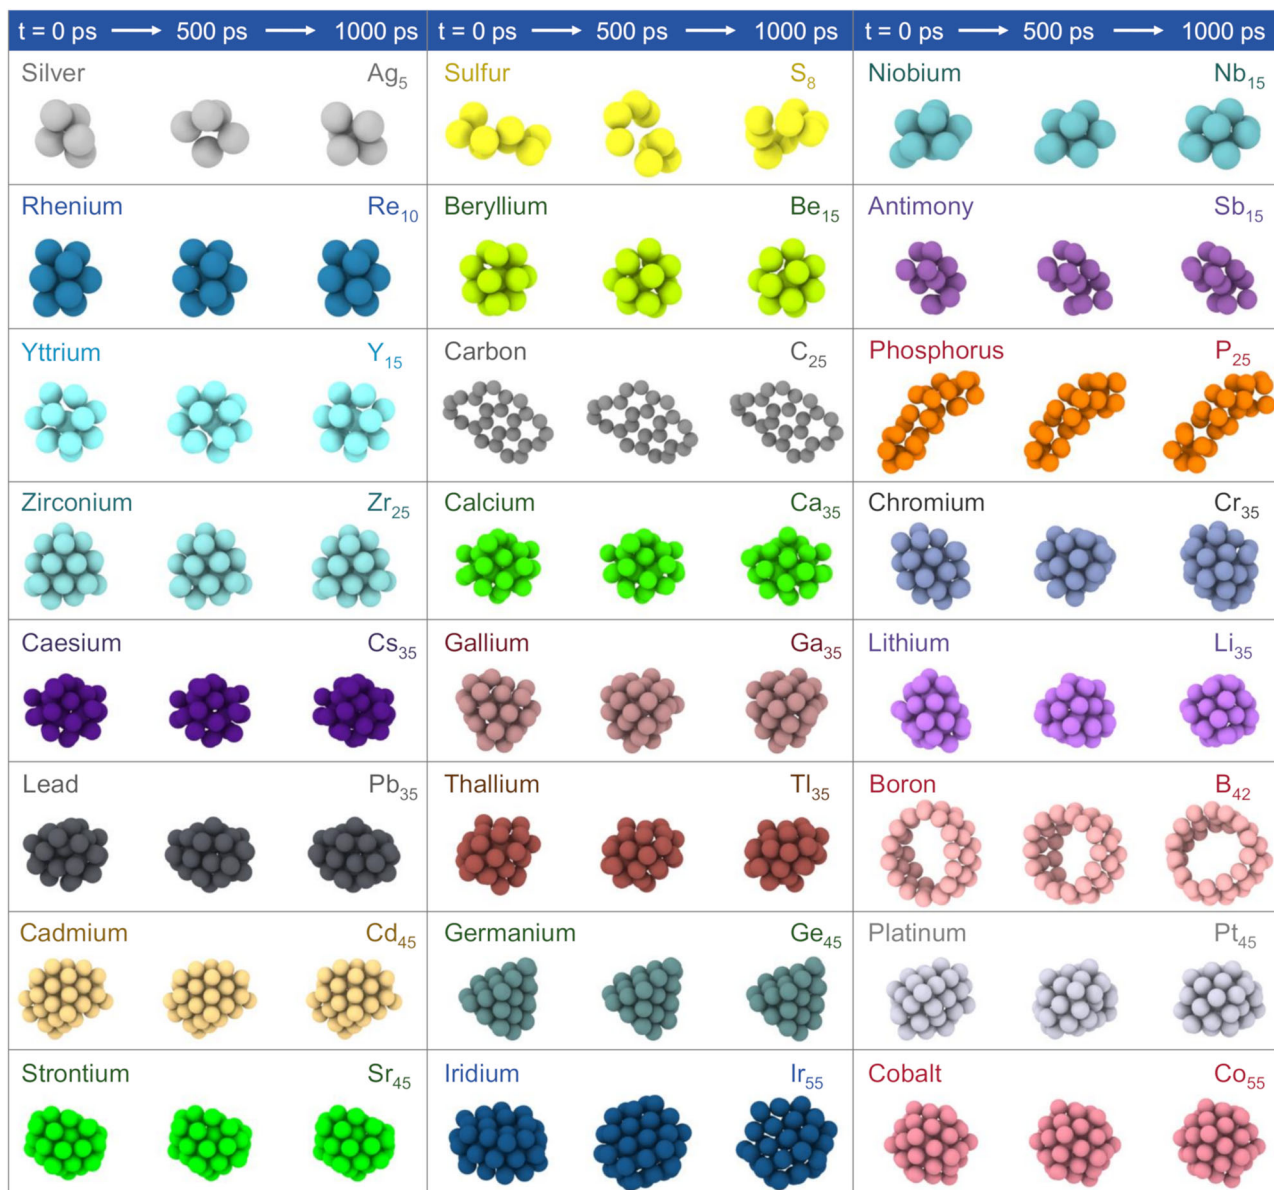 t = 0 ps → 500 ps → 1000 ps t = 0 ps → 500 ps → 1000 ps t = 0 ps → 500 ps → 1000 ps
Silver Ag₅ Sulfur S₈ Niobium Nb₁₅
Rhenium Re₁₀ Beryllium Be₁₅ Antimony Sb₁₅
Yttrium Y₁₅ Carbon C₂₅ Phosphorus P₂₅
Zirconium Zr₂₅ Calcium Ca₃₅ Chromium Cr₃₅
Caesium Cs₃₅ Gallium Ga₃₅ Lithium Li₃₅
Lead Pb₃₅ Thallium Tl₃₅ Boron B₄₂
Cadmium Cd₄₅ Germanium Ge₄₅ Platinum Pt₄₅
Strontium Sr₄₅ Iridium Ir₅₅ Cobalt Co₅₅